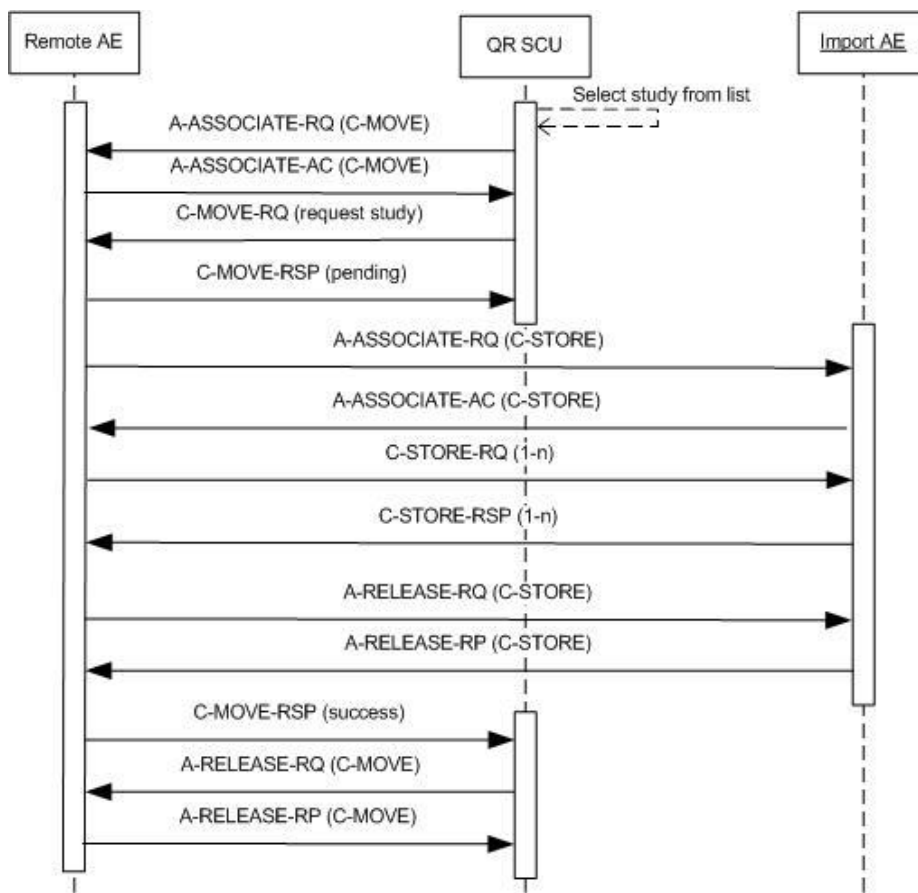 Remote AE
QR SCU
Import AE
Select study from list
A-ASSOCIATE-RQ (C-MOVE)
A-ASSOCIATE-AC (C-MOVE)
C-MOVE-RQ (request study)
C-MOVE-RSP (pending)
A-ASSOCIATE-RQ (C-STORE)
A-ASSOCIATE-AC (C-STORE)
C-STORE-RQ (1-n)
C-STORE-RSP (1-n)
A-RELEASE-RQ (C-STORE)
A-RELEASE-RP (C-STORE)
C-MOVE-RSP (success)
A-RELEASE-RQ (C-MOVE)
A-RELEASE-RP (C-MOVE)